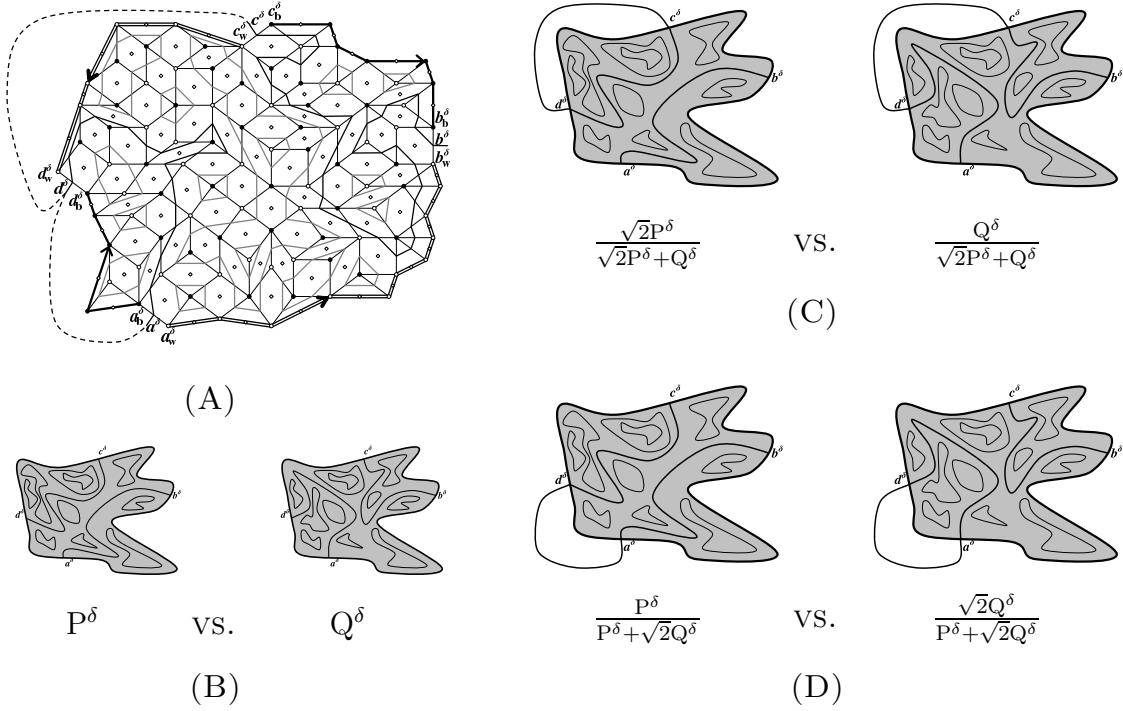 c_w^δ c^δ c_b^δ
b_b^δ
b^δ
b_w^δ
d_w^δ
d^δ
d_b^δ
a_b^δ a^δ a_w^δ
(A)
c^δ
b^δ
d^δ
a^δ
c^δ
b^δ
d^δ
a^δ
P^δ vs. Q^δ
(B)
c^δ
b^δ
d^δ
a^δ
c^δ
b^δ
d^δ
a^δ
√2P^δ / √2P^δ+Q^δ vs. Q^δ / √2P^δ+Q^δ
(C)
c^δ
b^δ
d^δ
a^δ
c^δ
b^δ
d^δ
a^δ
P^δ / P^δ+√2Q^δ vs. √2Q^δ / P^δ+√2Q^δ
(D)